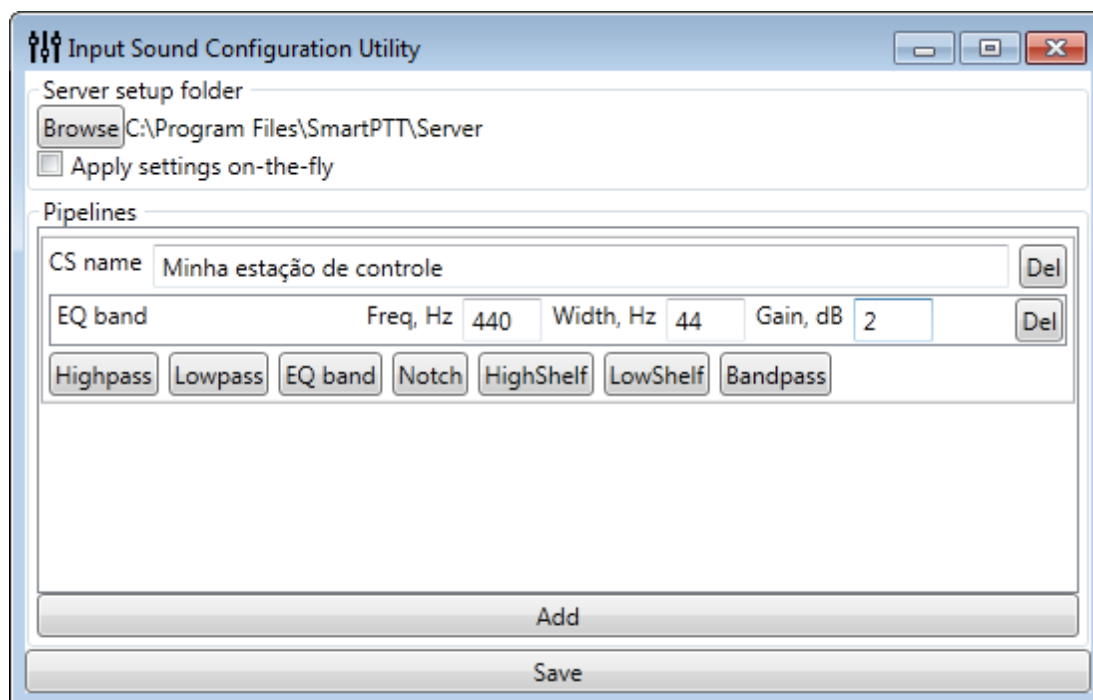 Input Sound Configuration Utility
Server setup folder
Browse C:\Program Files\SmartPTT\Server
Apply settings on-the-fly
Pipelines
CS name Minha estação de controle Del
EQ band Freq, Hz 440 Width, Hz 44 Gain, dB 2 Del
Highpass Lowpass EQ band Notch HighShelf LowShelf Bandpass
Add
Save